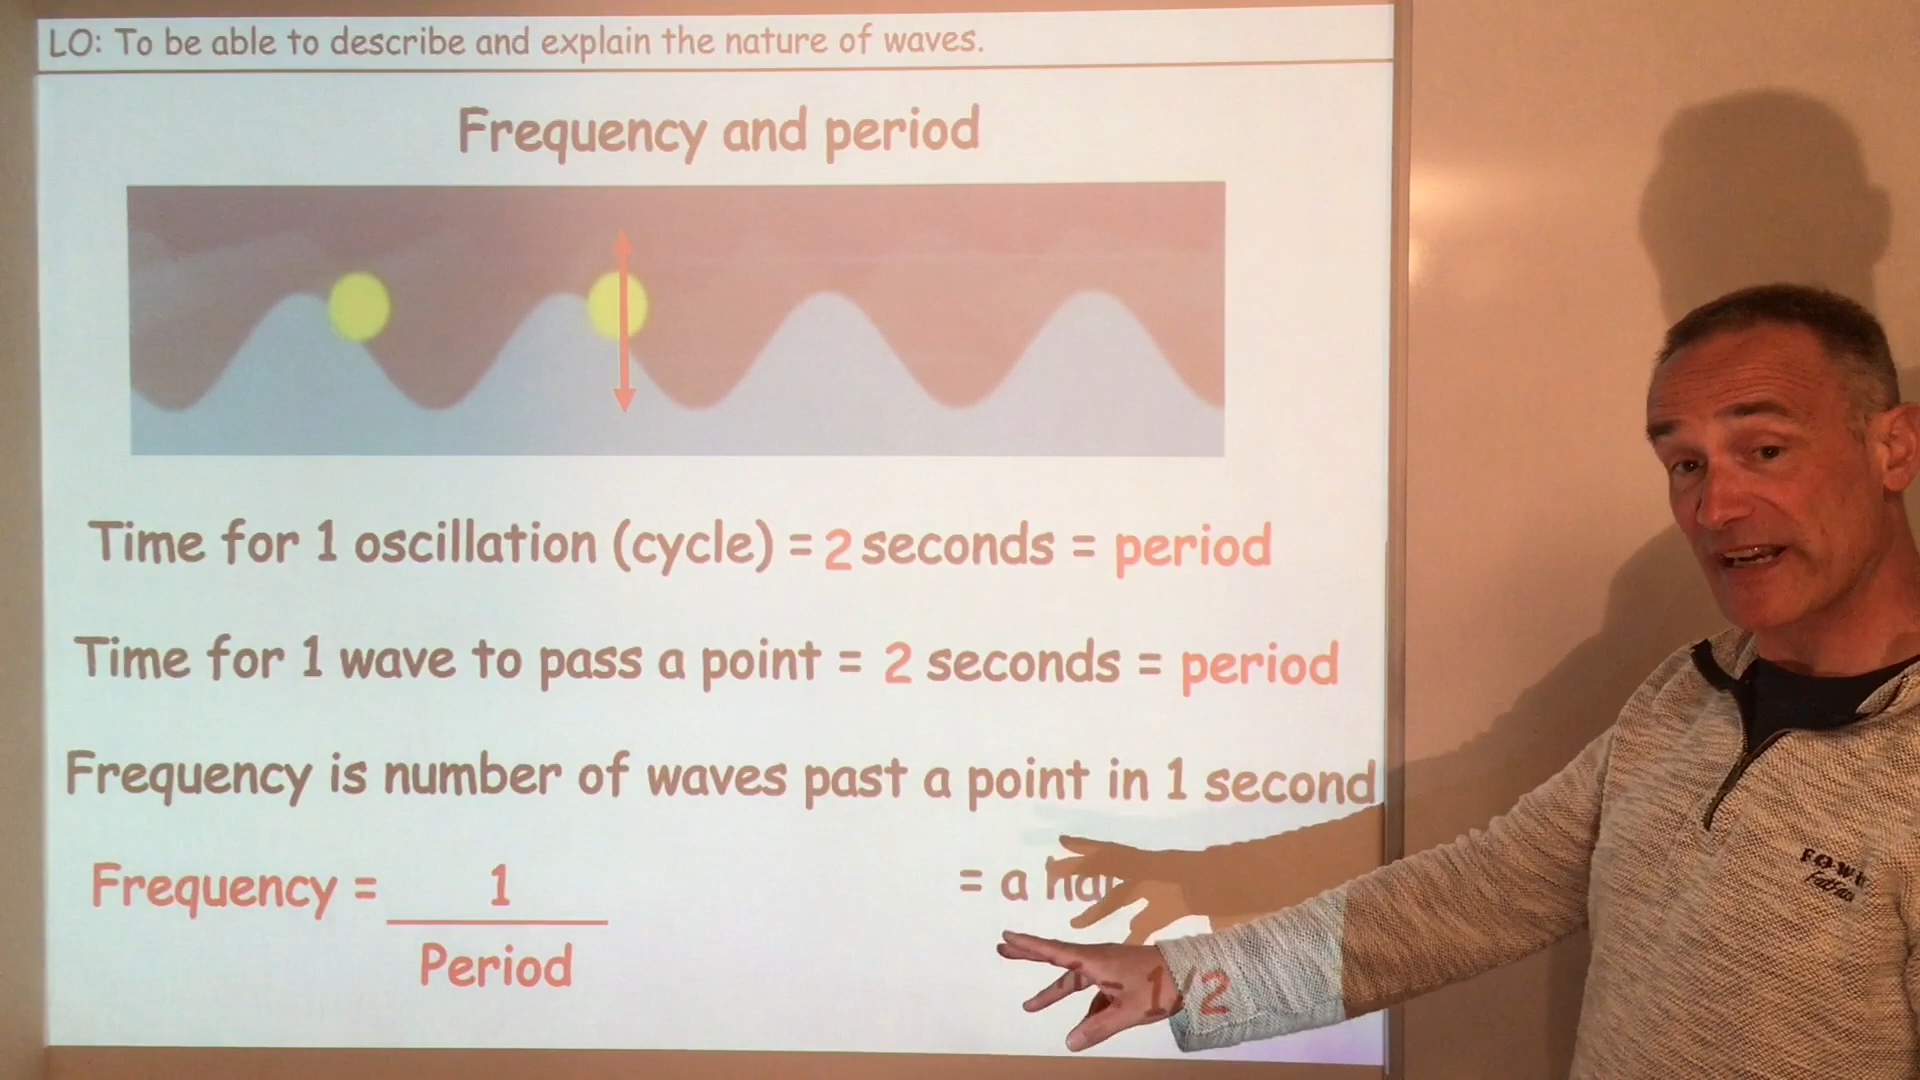 LO: To be able to describe and explain the nature of waves.
Frequency and period
Time for 1 oscillation (cycle) = 2 seconds = period
Time for 1 wave to pass a point = 2 seconds = period
Frequency is number of waves past a point in 1 second
Frequency = 1
Period
= a
1/2